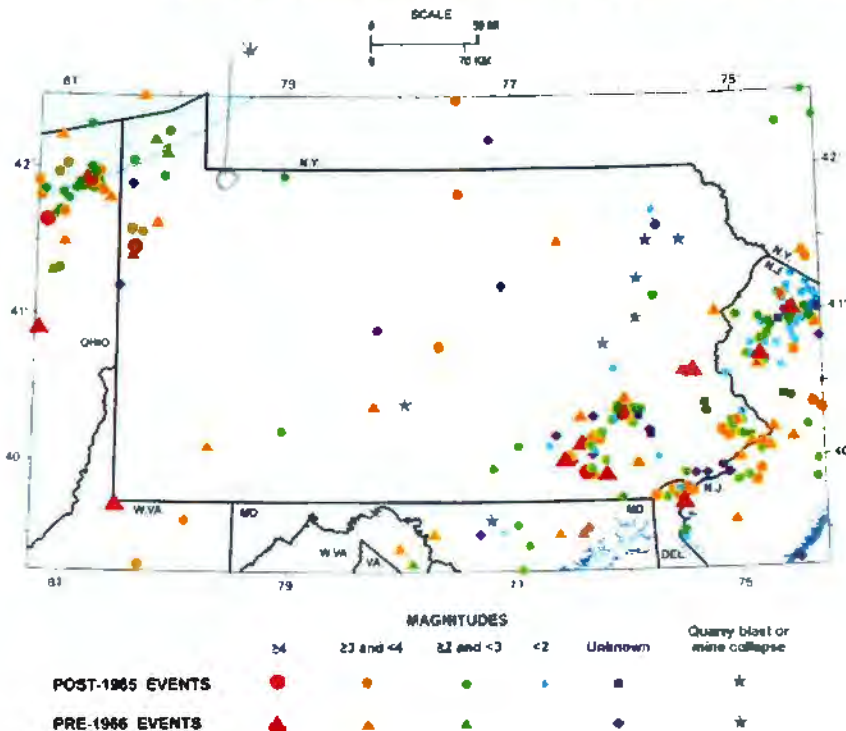 SCALE
0 50 MI
0 70 KM
81 79 77 75
42° 42°
N.Y.
N.Y.
N.J.
41° 41°
OHIO
40 40
N.J.
W.VA MD MD
W.VA VA DEL
81 79 75
MAGNITUDES
≥4 ≥3 and <4 ≥2 and <3 <2 Unknown Quarry blast or
mine collapse
POST-1965 EVENTS
PRE-1966 EVENTS